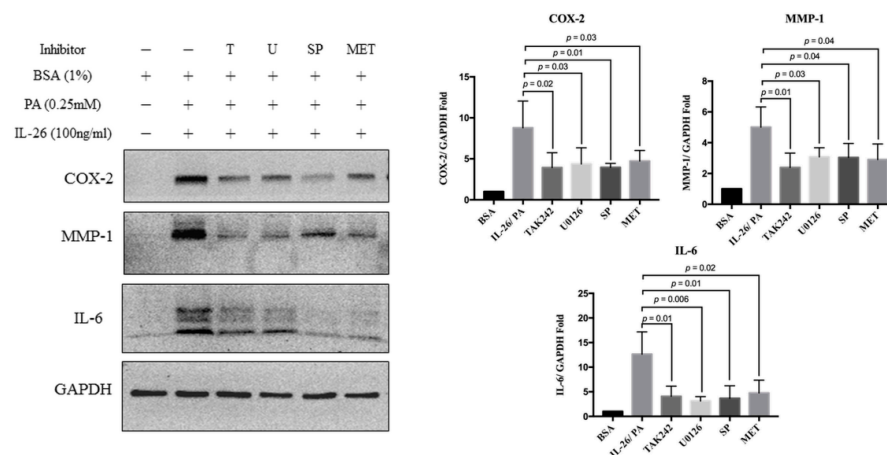 Inhibitor – – T U SP MET
BSA (1%) + + + + + +
PA (0.25mM) – + + + + +
IL-26 (100ng/ml) – + + + + +
COX-2
MMP-1
IL-6
GAPDH
COX-2
p = 0.03
p = 0.01
p = 0.03
p = 0.02
COX-2/ GAPDH Fold
15
10
5
0
BSA
IL-26/ PA
TAK242
U0126
SP
MET
MMP-1
p = 0.04
p = 0.04
p = 0.03
p = 0.01
MMP-1/ GAPDH Fold
8
6
4
2
0
BSA
IL-26/ PA
TAK242
U0126
SP
MET
IL-6
p = 0.02
p = 0.01
p = 0.006
p = 0.01
IL-6/ GAPDH Fold
25
20
15
10
5
0
BSA
IL-26/ PA
TAK242
U0126
SP
MET